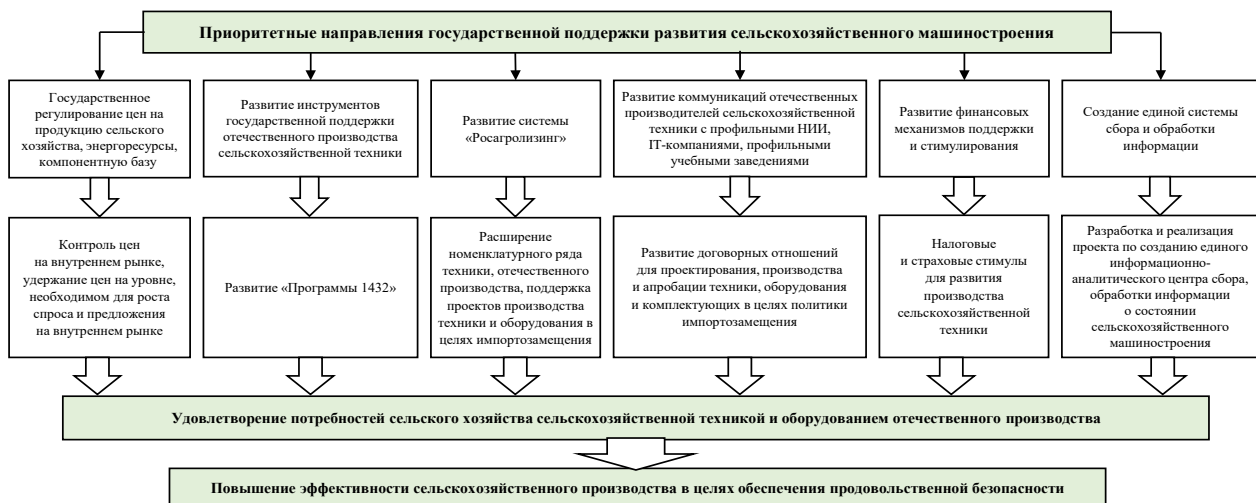 Приоритетные направления государственной поддержки развития сельскохозяйственного машиностроения
Государственное
регулирование цен на
продукцию сельского
хозяйства, энергоресурсы,
компонентную базу
Развитие инструментов
государственной поддержки
отечественного производства
сельскохозяйственной техники
Развитие системы
«Росагролизинг»
Развитие коммуникаций отечественных
производителей сельскохозяйственной
техники с профильными НИИ,
IT-компаниями, профильными
учебными заведениями
Развитие финансовых
механизмов поддержки
и стимулирования
Создание единой системы
сбора и обработки
информации
Контроль цен
на внутреннем рынке,
удержание цен на уровне,
необходимом для роста
спроса и предложения
на внутреннем рынке
Развитие «Программы 1432»
Расширение
номенклатурного ряда
техники, отечественного
производства, поддержка
проектов производства
техники и оборудования в
целях импортозамещения
Развитие договорных отношений
для проектирования, производства
и апробации техники, оборудования
и комплектующих в целях политики
импортозамещения
Налоговые
и страховые стимулы
для развития
производства
сельскохозяйственной
техники
Разработка и реализация
проекта по созданию единого
информационно-
аналитического центра сбора,
обработки информации
о состоянии
сельскохозяйственного
машиностроения
Удовлетворение потребностей сельского хозяйства сельскохозяйственной техникой и оборудованием отечественного производства
Повышение эффективности сельскохозяйственного производства в целях обеспечения продовольственной безопасности